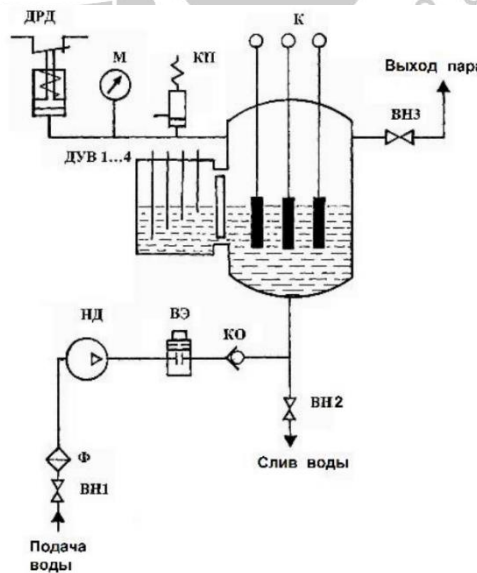 ДРД
М
КП
К
Выход пара
ВН3
ДУВ 1...4
НД
ВЭ
КО
ВН2
Слив воды
Ф
ВН1
Подача
воды